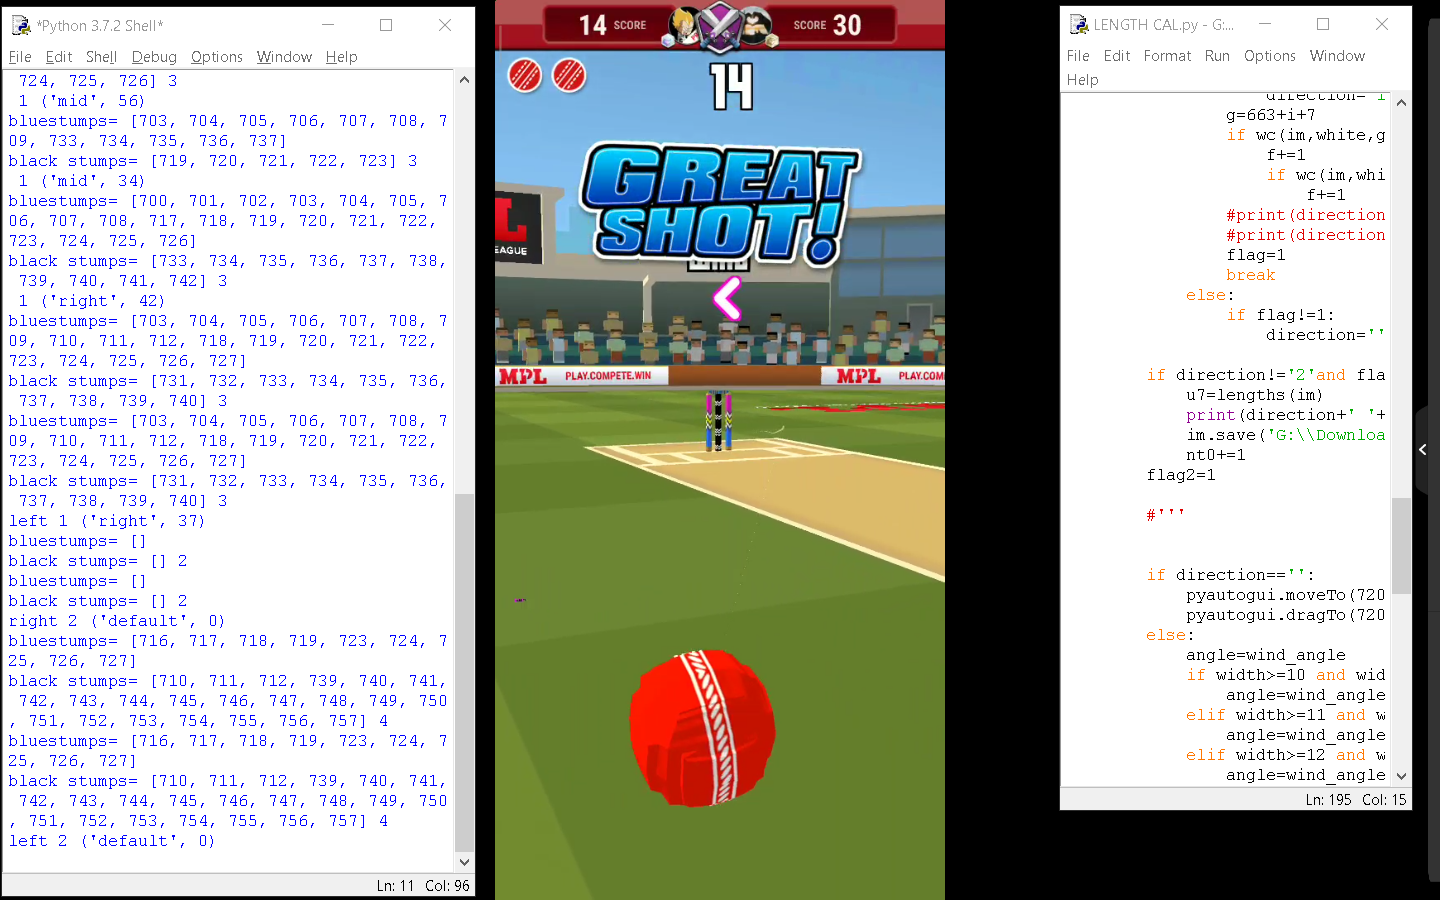 *Python 3.7.2 Shell*
File Edit Shell Debug Options Window Help
724, 725, 726] 3
1 ('mid', 56)
bluestumps= [703, 704, 705, 706, 707, 708, 7
09, 733, 734, 735, 736, 737]
black stumps= [719, 720, 721, 722, 723] 3
1 ('mid', 34)
bluestumps= [700, 701, 702, 703, 704, 705, 7
06, 707, 708, 717, 718, 719, 720, 721, 722,
723, 724, 725, 726]
black stumps= [733, 734, 735, 736, 737, 738,
739, 740, 741, 742] 3
1 ('right', 42)
bluestumps= [703, 704, 705, 706, 707, 708, 7
09, 710, 711, 712, 718, 719, 720, 721, 722,
723, 724, 725, 726, 727]
black stumps= [731, 732, 733, 734, 735, 736,
737, 738, 739, 740] 3
bluestumps= [703, 704, 705, 706, 707, 708, 7
09, 710, 711, 712, 718, 719, 720, 721, 722,
723, 724, 725, 726, 727]
black stumps= [731, 732, 733, 734, 735, 736,
737, 738, 739, 740] 3
left 1 ('right', 37)
bluestumps= []
black stumps= [] 2
bluestumps= []
black stumps= [] 2
right 2 ('default', 0)
bluestumps= [716, 717, 718, 719, 723, 724, 7
25, 726, 727]
black stumps= [710, 711, 712, 739, 740, 741,
742, 743, 744, 745, 746, 747, 748, 749, 750
, 751, 752, 753, 754, 755, 756, 757] 4
bluestumps= [716, 717, 718, 719, 723, 724, 7
25, 726, 727]
black stumps= [710, 711, 712, 739, 740, 741,
742, 743, 744, 745, 746, 747, 748, 749, 750
, 751, 752, 753, 754, 755, 756, 757] 4
left 2 ('default', 0)
Ln: 11 Col: 96
14 SCORE SCORE 30
14
GREAT
SHOT!
L
EAGUE
MPL PLAY.COMPETE.WIN MPL PLAY.COM
LENGTH CAL.py - G:...
File Edit Format Run Options Window
Help
direction='i
g=663+i+7
if wc(im,white,g
f+=1
if wc(im,whi
f+=1
#print(direction
#print(direction
flag=1
break
else:
if flag!=1:
direction=''
if direction!='2'and fla
u7=lengths(im)
print(direction+' '+
im.save('G:\\Downloa
nt0+=1
flag2=1
#'''
if direction=='':
pyautogui.moveTo(720
pyautogui.dragTo(720
else:
angle=wind_angle
if width>=10 and wid
angle=wind_angle
elif width>=11 and w
angle=wind_angle
elif width>=12 and w
angle=wind_angle
Ln: 195 Col: 15